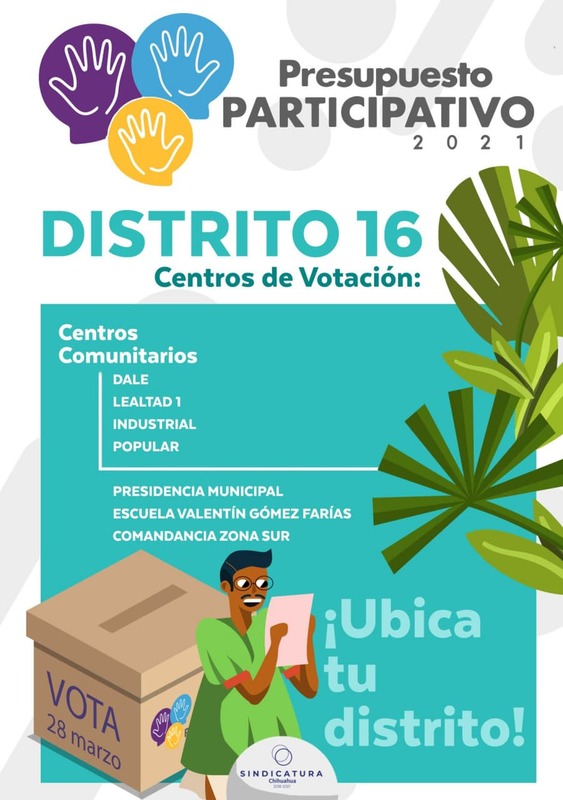 Presupuesto
PARTICIPATIVO
2021
DISTRITO 16
Centros de Votación:
Centros
Comunitarios
DALE
LEALTAD 1
INDUSTRIAL
POPULAR
PRESIDENCIA MUNICIPAL
ESCUELA VALENTÍN GÓMEZ FARÍAS
COMANDANCIA ZONA SUR
¡Ubica
tu
distrito!
VOTA
28 marzo
SINDICATURA
Chihuahua